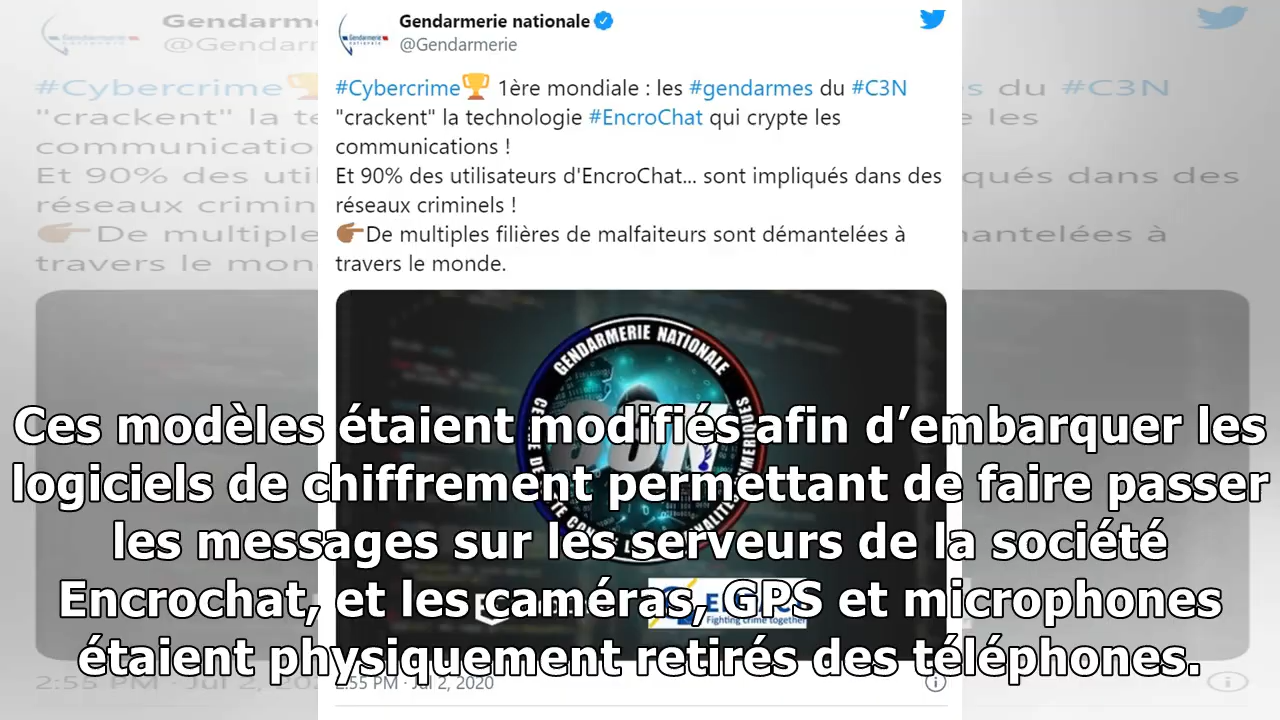 Gendarmerie nationale
@Gendarmerie
#Cybercrime🏆 1ère mondiale : les #gendarmes du #C3N
"crackent" la technologie #EncroChat qui crypte les
communications !
Et 90% des utilisateurs d'EncroChat... sont impliqués dans des
réseaux criminels !
👉🏾De multiples filières de malfaiteurs sont démantelées à
travers le monde.
GENDARMERIE NATIONALE
Ces modèles étaient modifiés afin d’embarquer les
logiciels de chiffrement permettant de faire passer
les messages sur les serveurs de la société
Encrochat, et les caméras, GPS et microphones
étaient physiquement retirés des téléphones.
Fighting crime together
2:55 PM · Jul 2, 2020